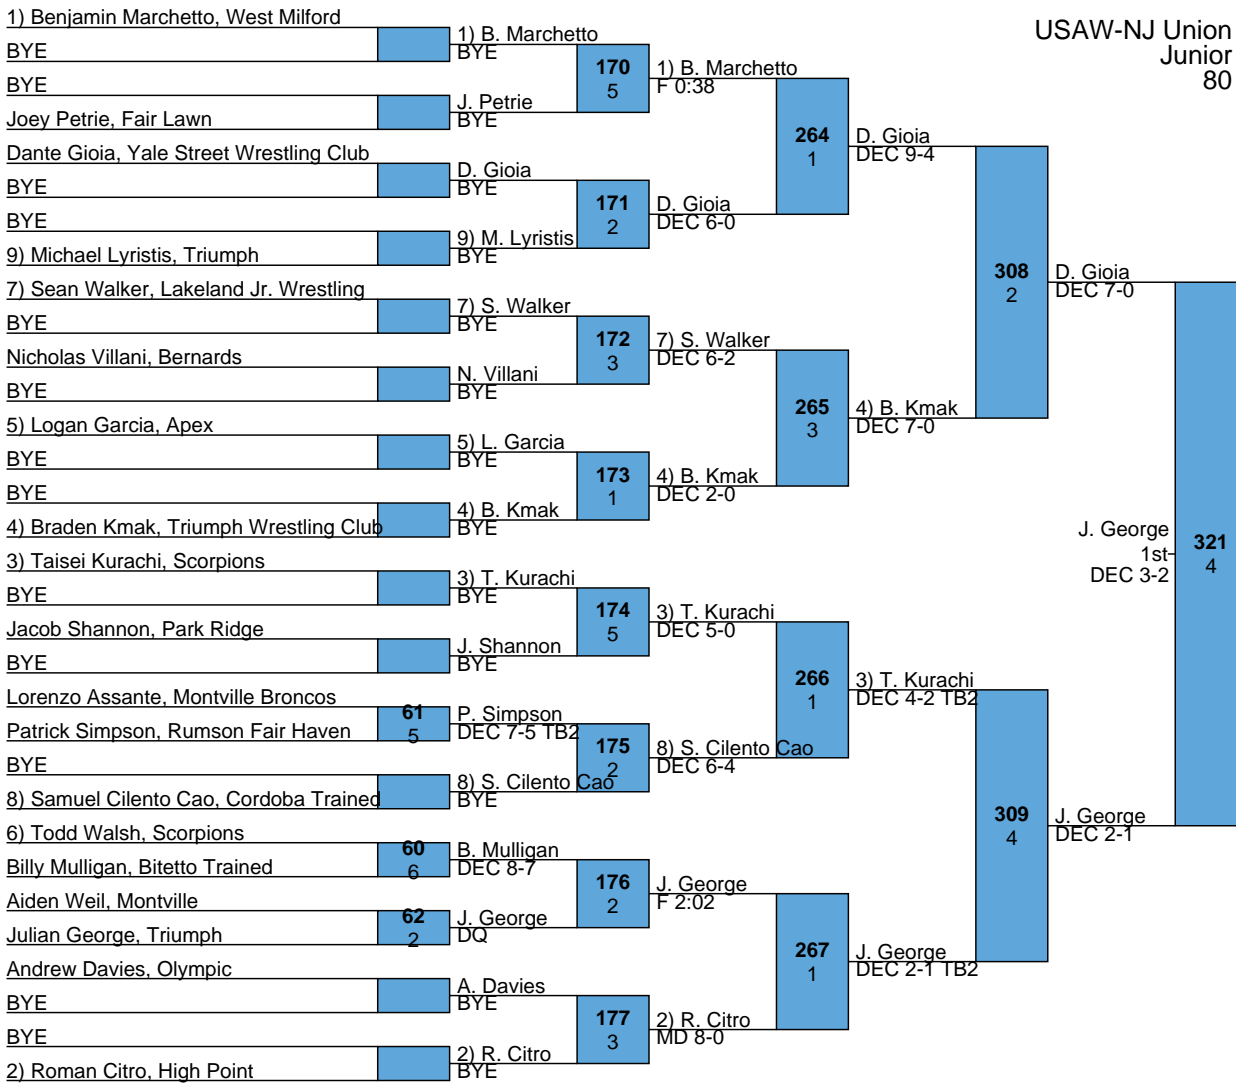 USAW-NJ Union
Junior
80
1) Benjamin Marchetto, West Milford
BYE
BYE
Joey Petrie, Fair Lawn
Dante Gioia, Yale Street Wrestling Club
BYE
BYE
9) Michael Lyristis, Triumph
7) Sean Walker, Lakeland Jr. Wrestling
BYE
Nicholas Villani, Bernards
BYE
5) Logan Garcia, Apex
BYE
BYE
4) Braden Kmak, Triumph Wrestling Club
3) Taisei Kurachi, Scorpions
BYE
Jacob Shannon, Park Ridge
BYE
Lorenzo Assante, Montville Broncos
Patrick Simpson, Rumson Fair Haven
BYE
8) Samuel Cilento Cao, Cordoba Trained
6) Todd Walsh, Scorpions
Billy Mulligan, Bitetto Trained
Aiden Weil, Montville
Julian George, Triumph
Andrew Davies, Olympic
BYE
BYE
2) Roman Citro, High Point
61
5
60
6
62
2
1) B. Marchetto
BYE
J. Petrie
BYE
D. Gioia
BYE
9) M. Lyristis
BYE
7) S. Walker
BYE
N. Villani
BYE
5) L. Garcia
BYE
4) B. Kmak
BYE
3) T. Kurachi
BYE
J. Shannon
BYE
P. Simpson
DEC 7-5 TB2
8) S. Cilento Cao
BYE
B. Mulligan
DEC 8-7
J. George
DQ
A. Davies
BYE
2) R. Citro
BYE
170
5
171
2
172
3
173
1
174
5
175
2
176
2
177
3
1) B. Marchetto
F 0:38
D. Gioia
DEC 6-0
7) S. Walker
DEC 6-2
4) B. Kmak
DEC 2-0
3) T. Kurachi
DEC 5-0
8) S. Cilento Cao
DEC 6-4
J. George
F 2:02
2) R. Citro
MD 8-0
264
1
265
3
266
1
267
1
D. Gioia
DEC 9-4
4) B. Kmak
DEC 7-0
3) T. Kurachi
DEC 4-2 TB2
J. George
DEC 2-1 TB2
308
2
309
4
D. Gioia
DEC 7-0
J. George
DEC 2-1
J. George
1st
DEC 3-2
321
4